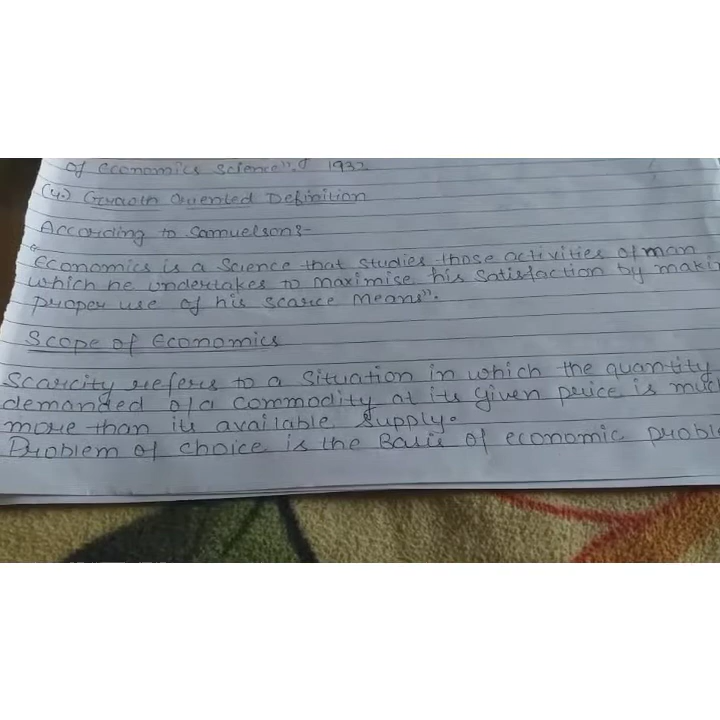 of economics science". 1932
(4.) Growth Oriented Definition
According to Samuelson:-
"Economics is a Science that studies those activities of man
which he undertakes to maximise his satisfaction by makin
proper use of his scarce means".
Scope of Economics
Scarcity refers to a situation in which the quantity
demanded of a commodity at its given price is much
more than its available supply.
Problem of choice is the Basis of economic proble